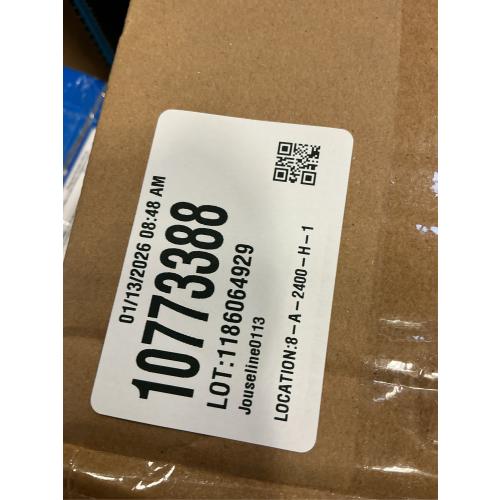 01/13/2026 08:48 AM
10773388
LOT:1186064929
Jouseline0113
LOCATION:8-A-2400-H-1